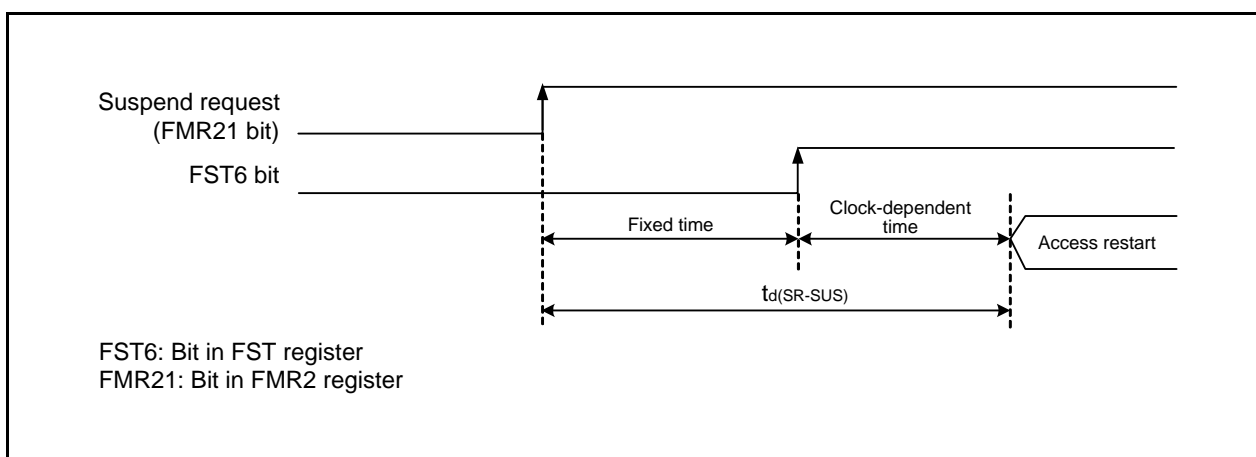 Suspend request
(FMR21 bit)
FST6 bit
Fixed time
Clock-dependent
time
Access restart
td(SR-SUS)
FST6: Bit in FST register
FMR21: Bit in FMR2 register